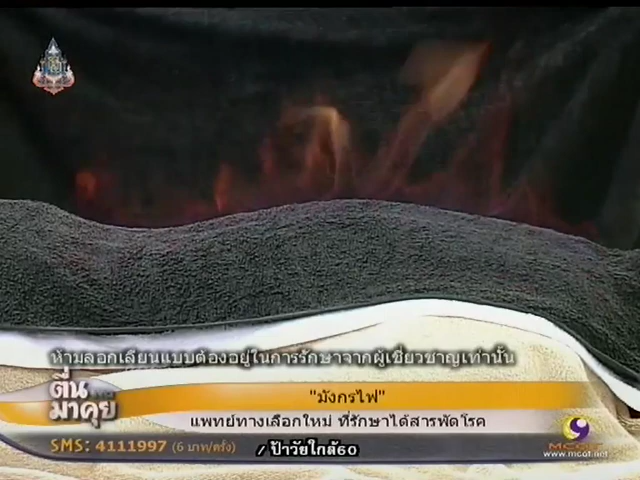 ห้ามลอกเลียนแบบต้องอยู่ในการรักษาจากผู้เชี่ยวชาญเท่านั้น
ตื่น
มาคุย
"มังกรไฟ"
แพทย์ทางเลือกใหม่ ที่รักษาได้สารพัดโรค
SMS: 4111997 (6 บาท/ครั้ง)
/ ป้าวัยใกล้60
MCOT
www.mcot.net